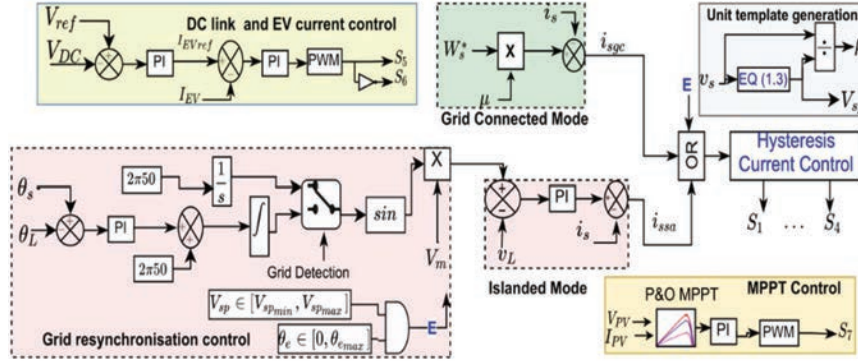 DC link and EV current control
V_ref
V_DC
PI
I_EVref
I_EV
PI
PWM
S_5
S_6
W_s^*
X
μ
i_s
i_sgc
Grid Connected Mode
Unit template generation
v_s
EQ (1.3)
÷
E
OR
Hysteresis
Current Control
S_1 ... S_4
θ_s
θ_L
2π50
1/s
PI
2π50
∫
Grid Detection
sin
X
V_m
V_sp ∈ [V_sp_min, V_sp_max]
θ_e ∈ [0, θ_e_max]
E
Grid resynchronisation control
v_L
PI
i_s
i_ssa
Islanded Mode
MPPT Control
P&O MPPT
V_PV
I_PV
PI
PWM
S_7